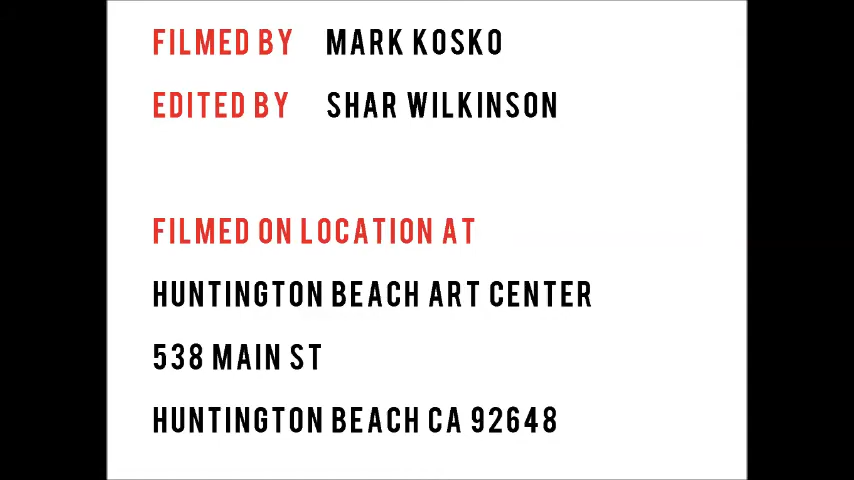 FILMED BY MARK KOSKO
EDITED BY SHAR WILKINSON
FILMED ON LOCATION AT
HUNTINGTON BEACH ART CENTER
538 MAIN ST
HUNTINGTON BEACH CA 92648